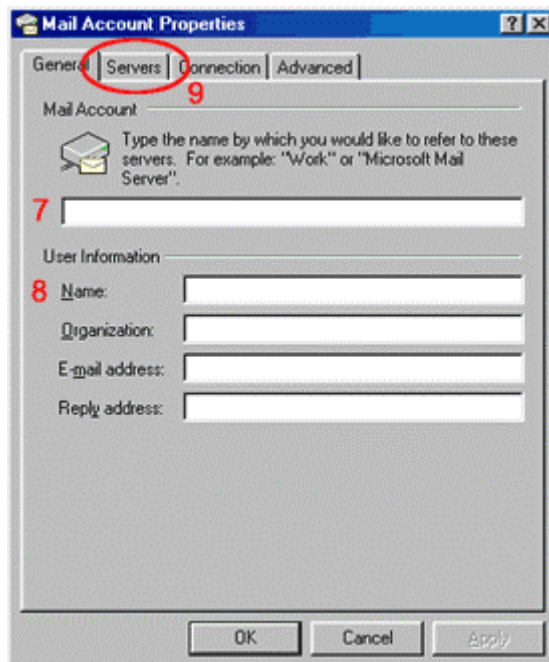 Mail Account Properties
General Servers Connection Advanced
9
Mail Account
Type the name by which you would like to refer to these
servers. For example: "Work" or "Microsoft Mail
Server".
7
User Information
8 Name:
Organization:
E-mail address:
Reply address:
OK Cancel Apply